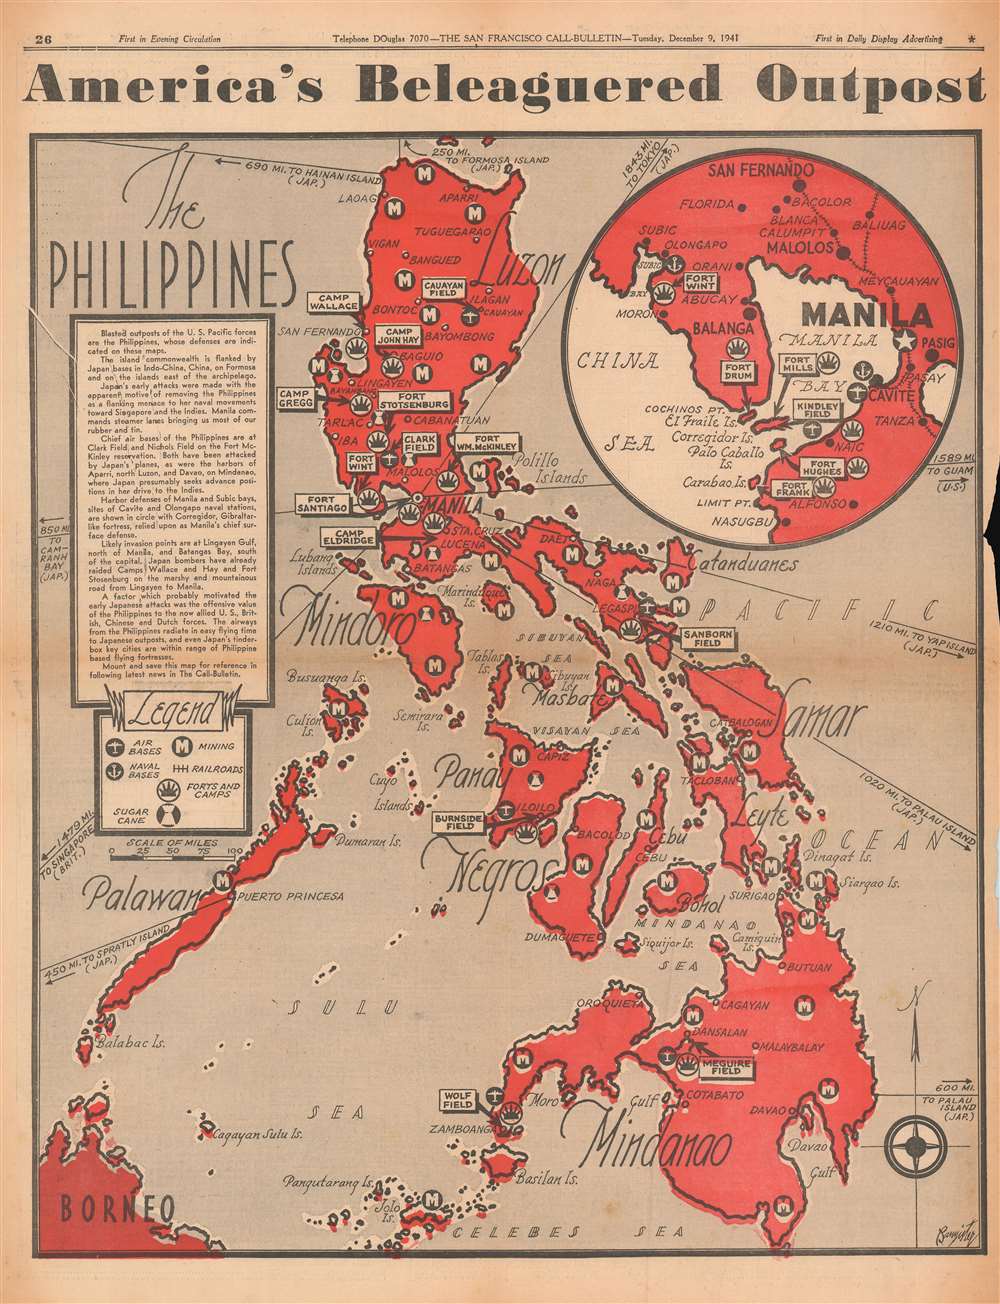 26
First in Evening Circulation
Telephone DOuglas 7070—THE SAN FRANCISCO CALL-BULLETIN—Tuesday, December 9, 1941
First in Daily Display Advertising
America's Beleaguered Outpost
The
PHILIPPINES
Blasted outposts of the U. S. Pacific forces
are the Philippines, whose defenses are indi-
cated on these maps.
The island commonwealth is flanked by
Japan bases in Indo-China, China, on Formosa
and on the islands east of the archipelago.
Japan's early attacks were made with the
apparent motive of removing the Philippines
as a flanking menace to her naval movements
toward Singapore and the Indies. Manila com-
mands steamer lanes bringing us most of our
rubber and tin.
Chief air bases of the Philippines are at
Clark Field and Nichols Field on the Fort Mc-
Kinley reservation. Both have been attacked
by Japan's planes, as were the harbors of
Aparri, north Luzon, and Davao, on Mindanao,
where Japan presumably seeks advance posi-
tions in her drive to the Indies.
Harbor defenses of Manila and Subic bays,
sites of Cavite and Olongapo naval stations,
are shown in circle with Corregidor, Gibraltar-
like fortress, relied upon as Manila's chief sur-
face defense.
Likely invasion points are at Lingayen Gulf,
north of Manila, and Batangas Bay, south
of the capital. Japan bombers have already
raided Camps Wallace and Hay and Fort
Stosenburg on the marshy and mountainous
road from Lingayen to Manila.
A factor which probably motivated the
early Japanese attacks was the offensive value
of the Philippines to the now allied U. S., Brit-
ish, Chinese and Dutch forces. The airways
from the Philippines radiate in easy flying time
to Japanese outposts, and even Japan's tinder-
box key cities are within range of Philippine
based flying fortresses.
Mount and save this map for reference in
following latest news in The Call-Bulletin.
Legend
AIR BASES
M MINING
NAVAL BASES
RAILROADS
FORTS AND CAMPS
SUGAR CANE
SCALE OF MILES
0 25 50 75 100
690 MI. TO HAINAN ISLAND (JAP.)
250 MI. TO FORMOSA ISLAND (JAP.)
1843 MI. TO TOKYO (JAP.)
850 MI. TO CAM-RANH BAY (JAP.)
1589 MI. TO GUAM (U.S.)
1210 MI. TO YAP ISLAND (JAP.)
1020 MI. TO PALAU ISLAND (JAP.)
600 MI. TO PALAU ISLAND (JAP.)
1479 MI. TO SINGAPORE (BRIT.)
450 MI. TO SPRATLY ISLAND (JAP.)
SAN FERNANDO
FLORIDA
BACOLOR
BLANCA
CALUMPIT
BALIUAG
SUBIC
OLONGAPO
MALOLOS
SUBIC BAY
ORANI
FORT WINT
MEYCAUAYAN
ABUCAY
MORON
BALANGA
MANILA
PASIG
CHINA
SEA
MANILA
BAY
FORT DRUM
FORT MILLS
PASAY
CAVITE
KINDLEY FIELD
COCHINOS PT.
El Fraile Is.
Corregidor Is.
Palo Caballo Is.
Carabao Is.
TANZA
NAIC
FORT HUGHES
FORT FRANK
LIMIT PT.
ALFONSO
NASUGBU
LAOAG
APARRI
TUGUEGARAO
VIGAN
BANGUED
Luzon
CAMP WALLACE
CAUAYAN FIELD
ILAGAN
BONTOC
CAUAYAN
SAN FERNANDO
CAMP JOHN HAY
BAYOMBONG
BAGUIO
LINGAYEN
BAYAMBANG
CAMP GREGG
FORT STOTSENBURG
TARLAC
CABANATUAN
IBA
CLARK FIELD
FORT WM. McKINLEY
FORT WINT
MALOLOS
Polillo Islands
FORT SANTIAGO
MANILA
CAMP ELDRIDGE
STA. CRUZ
LUCENA
DAET
Lubang Islands
BATANGAS
Catanduanes
NAGA
Marinduque Is.
LEGASPI
PACIFIC
OCEAN
Mindoro
SIBUYAN
SEA
SANBORN FIELD
Tablas Is.
Sibuyan Is.
Masbate
Busuanga Is.
Culion Is.
Semirara Is.
VISAYAN SEA
CATBALOGAN
Samar
CAPIZ
Panay
TACLOBAN
Cuyo Islands
ILOILO
BURNSIDE FIELD
Leyte
Dumaran Is.
BACOLOD
Cebu
CEBU
Dinagat Is.
Negros
SURIGAO
Siargao Is.
Palawan
PUERTO PRINCESA
Bohol
MINDANAO
SEA
DUMAGUETE
Siquijor Is.
Camiguin Is.
BUTUAN
SULU
SEA
OROQUIETA
CAGAYAN
DANSALAN
MALAYBALAY
MEGUIRE FIELD
Balabac Is.
WOLF FIELD
Moro Gulf
COTABATO
DAVAO
ZAMBOANGA
Mindanao
Davao Gulf
Cagayan Sulu Is.
Basilan Is.
Pangutarang Is.
Jolo Is.
BORNEO
CELEBES SEA
N